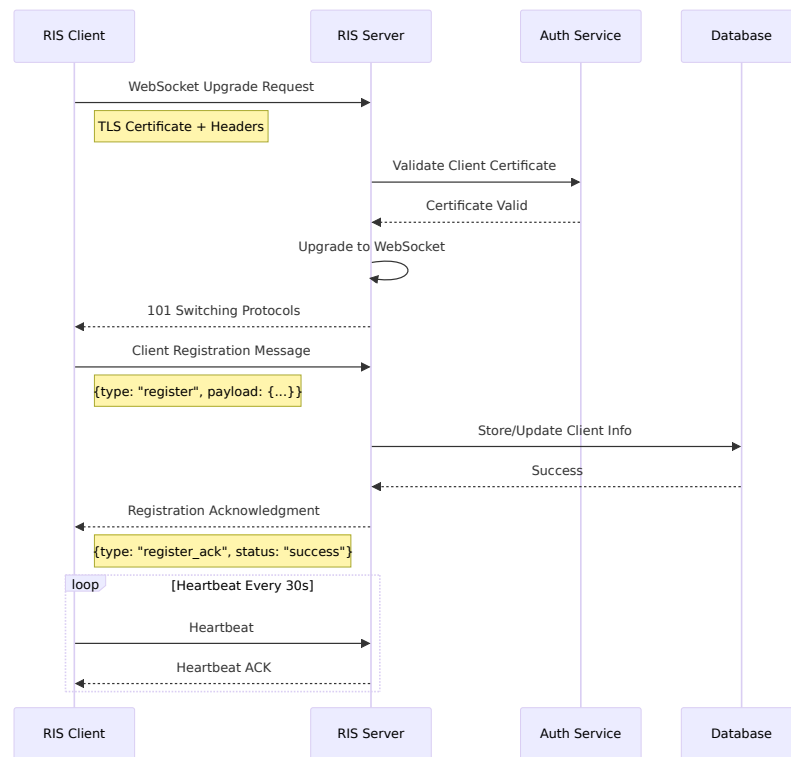 RIS Client
RIS Server
Auth Service
Database
WebSocket Upgrade Request
TLS Certificate + Headers
Validate Client Certificate
Certificate Valid
Upgrade to WebSocket
101 Switching Protocols
Client Registration Message
{type: "register", payload: {...}}
Store/Update Client Info
Success
Registration Acknowledgment
{type: "register_ack", status: "success"}
loop
[Heartbeat Every 30s]
Heartbeat
Heartbeat ACK
RIS Client
RIS Server
Auth Service
Database